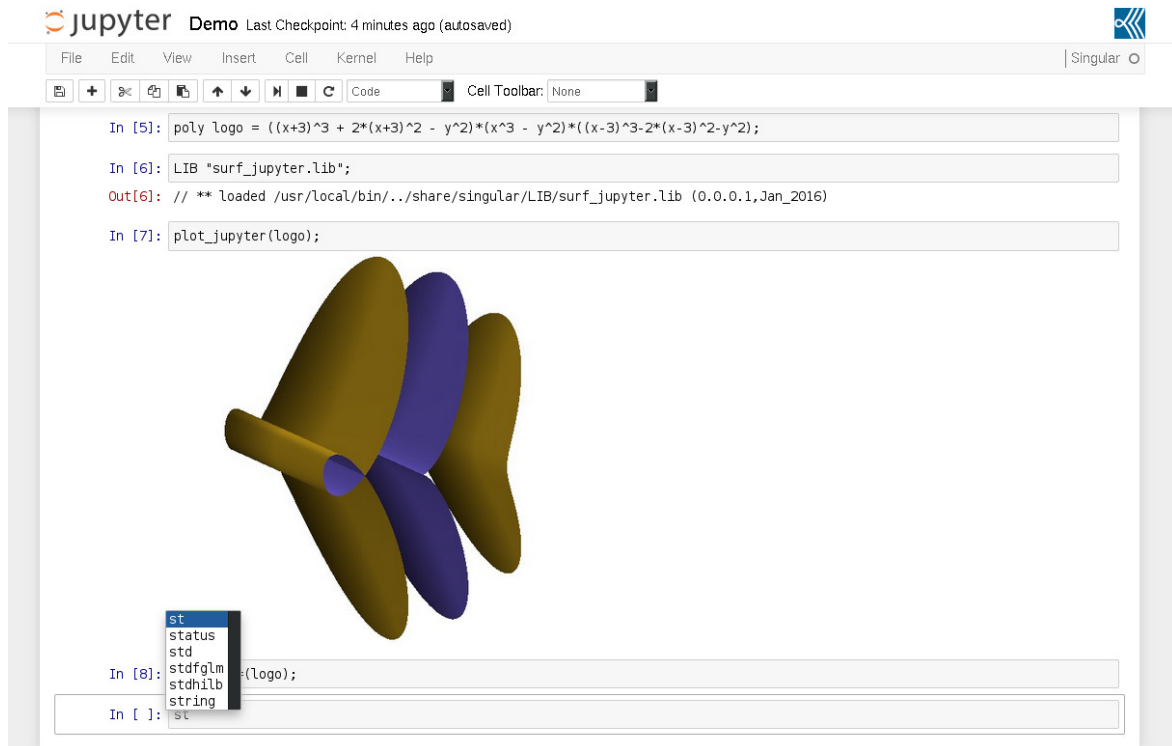 jupyter Demo Last Checkpoint: 4 minutes ago (autosaved)
File Edit View Insert Cell Kernel Help Singular
Code Cell Toolbar: None
In [5]: poly logo = ((x+3)^3 + 2*(x+3)^2 - y^2)*(x^3 - y^2)*((x-3)^3-2*(x-3)^2-y^2);
In [6]: LIB "surf_jupyter.lib";
Out[6]: // ** loaded /usr/local/bin/../share/singular/LIB/surf_jupyter.lib (0.0.0.1,Jan_2016)
In [7]: plot_jupyter(logo);
st
status
std
stdfglm
stdhilb
string
In [8]: =(logo);
In [ ]: st